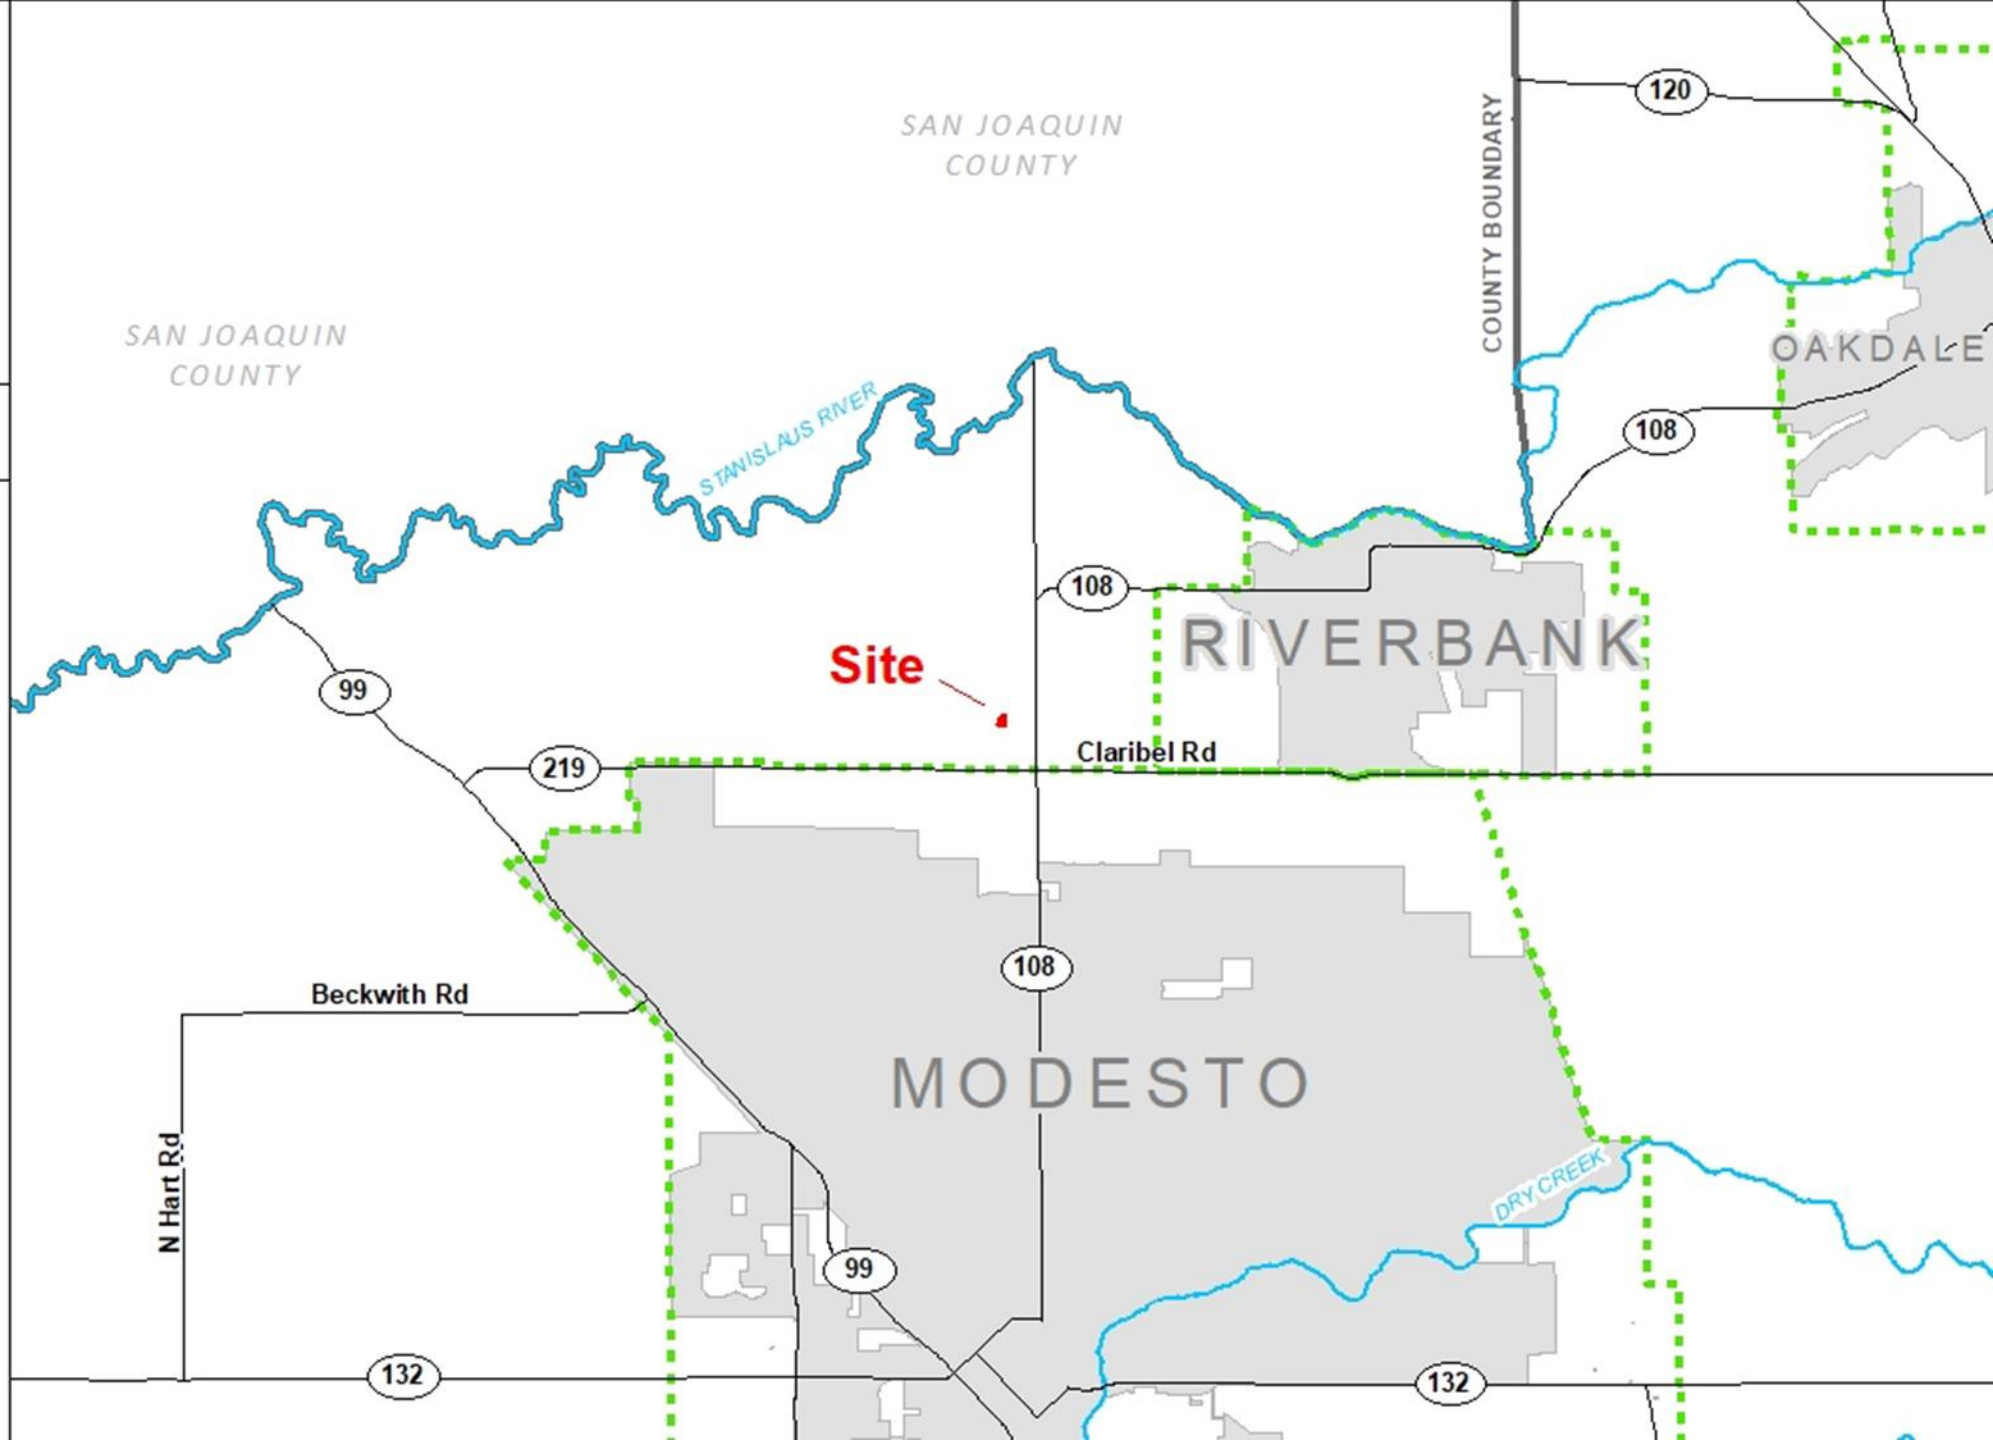 120
SAN JOAQUIN
COUNTY
COUNTY BOUNDARY
SAN JOAQUIN
COUNTY
OAKDALE
STANISLAUS RIVER
108
108
RIVERBANK
Site
99
Claribel Rd
219
108
Beckwith Rd
MODESTO
N Hart Rd
DRY CREEK
99
132
132